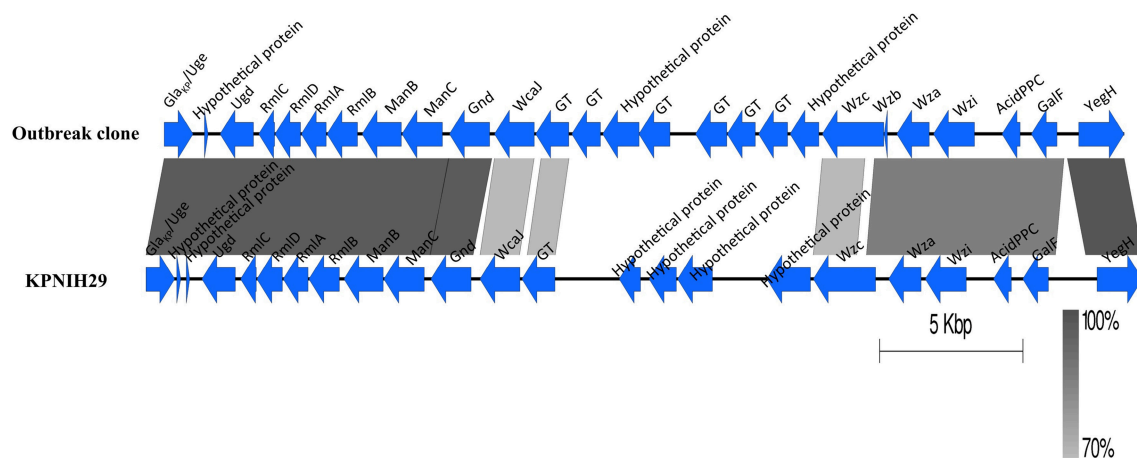 Gla_KP/Uge
Hypothetical protein
Ugd
RmlC
RmlD
RmlA
RmlB
ManB
ManC
Gnd
WcaJ
GT
GT
Hypothetical protein
GT
GT
GT
GT
Hypothetical protein
Wzc
Wzb
Wza
Wzi
AcidPPC
GalF
YegH
Outbreak clone
Gla_KP/Uge
Hypothetical protein
Hypothetical protein
Ugd
RmlC
RmlD
RmlA
RmlB
ManB
ManC
Gnd
WcaJ
GT
Hypothetical protein
Hypothetical protein
Hypothetical protein
Hypothetical protein
Wzc
Wza
Wzi
AcidPPC
GalF
YegH
KPNIH29
5 Kbp
100%
70%